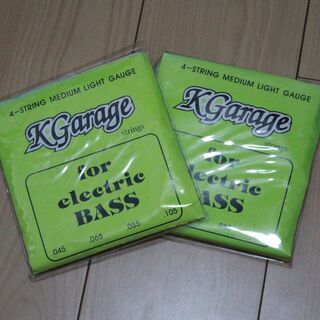 4-STRING MEDIUM LIGHT GAUGE
KGarage
strings
for
electric
BASS
.045
.065
.085
.105
4-STRING MEDIUM LIGHT GAUGE
KGarage
strings
for
electric
BASS